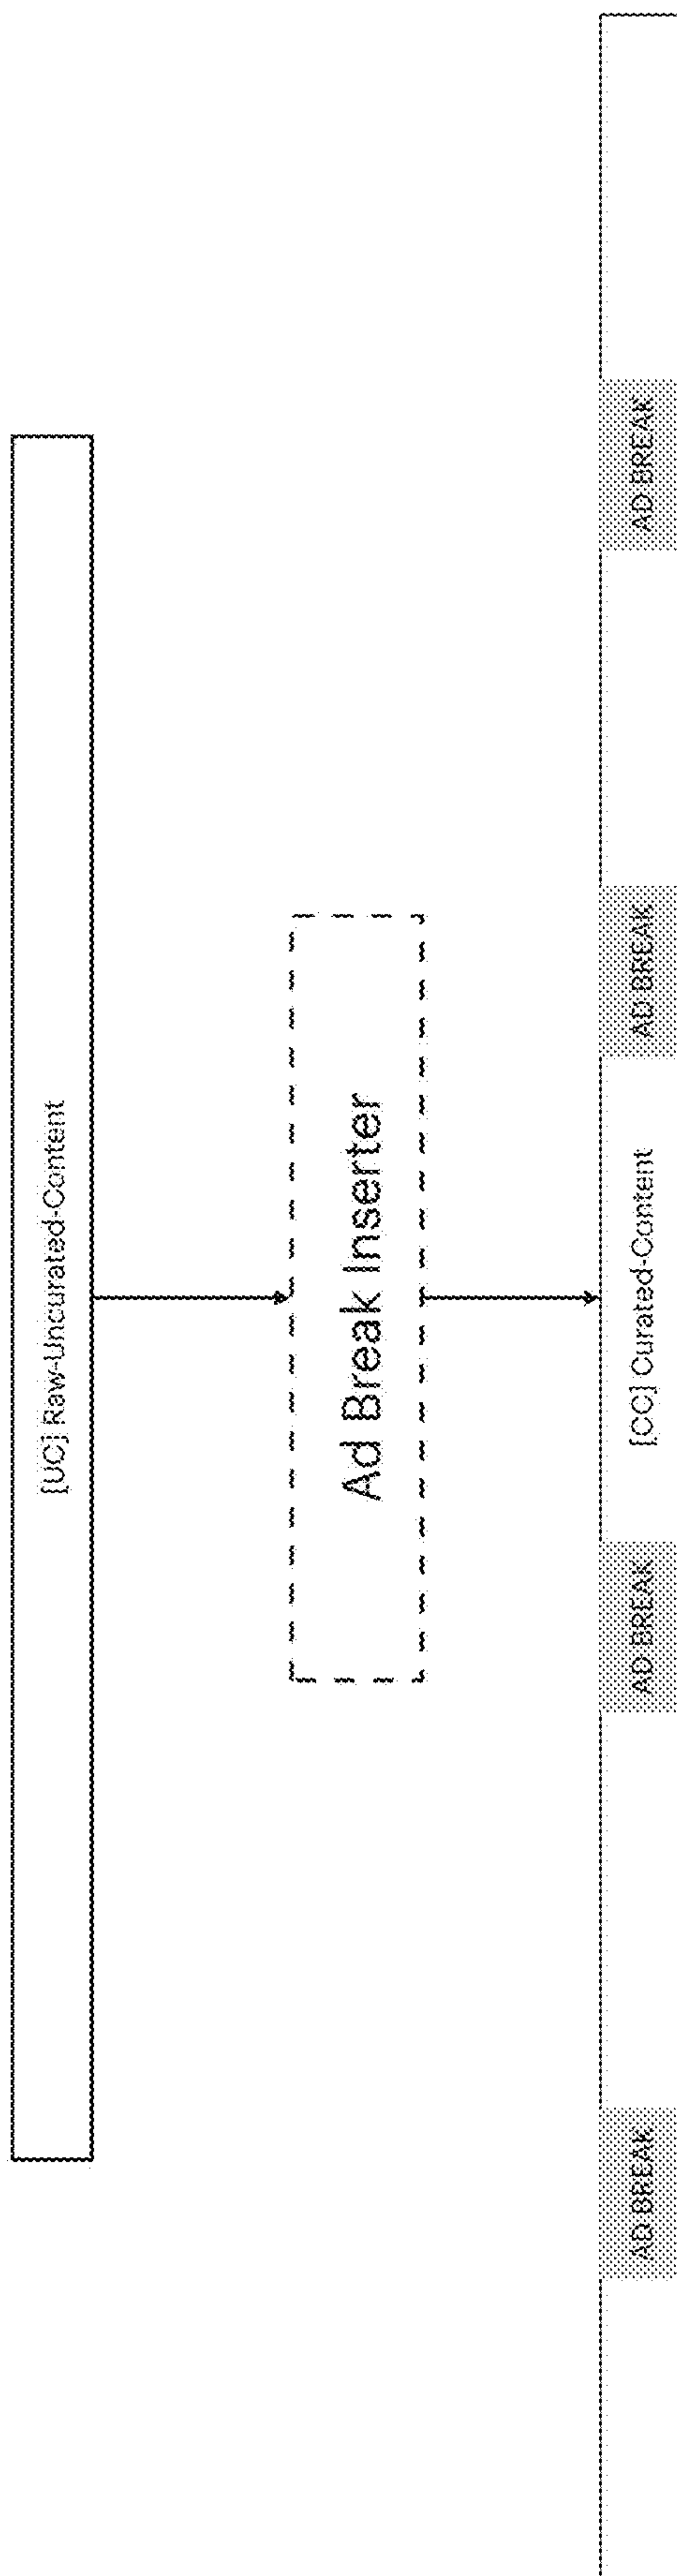 [UC] Raw-Uncurated-Content
Ad Break Inserter
AD BREAK
AD BREAK
[CC] Curated-Content
AD BREAK
AD BREAK